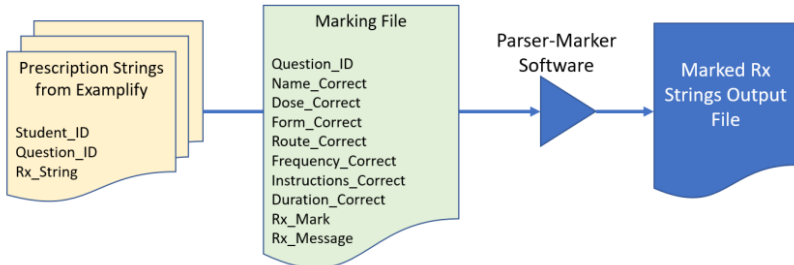 Prescription Strings
from Examplify
Student_ID
Question_ID
Rx_String
Marking File
Question_ID
Name_Correct
Dose_Correct
Form_Correct
Route_Correct
Frequency_Correct
Instructions_Correct
Duration_Correct
Rx_Mark
Rx_Message
Parser-Marker
Software
Marked Rx
Strings Output
File